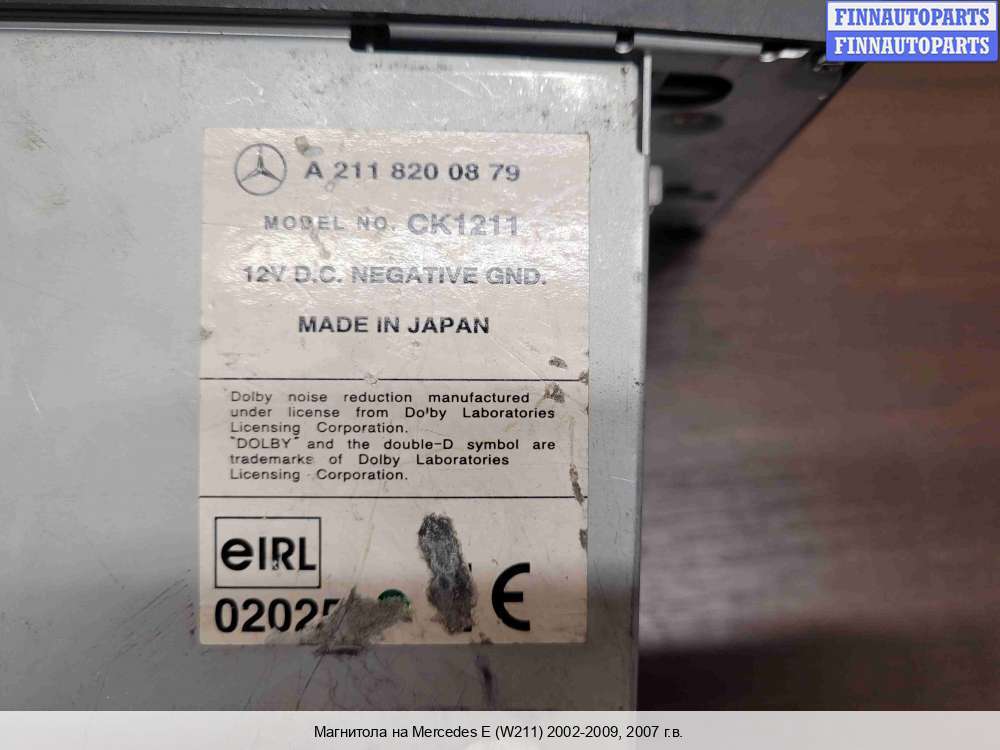 FINNAUTOPARTS
FINNAUTOPARTS
A 211 820 08 79
MODEL NO. CK1211
12V D.C. NEGATIVE GND.
MADE IN JAPAN
Dolby noise reduction manufactured
under license from Dolby Laboratories
Licensing Corporation.
"DOLBY" and the double-D symbol are
trademarks of Dolby Laboratories
Licensing Corporation.
eIRL
02025
CE
Магнитола на Mercedes E (W211) 2002-2009, 2007 г.в.